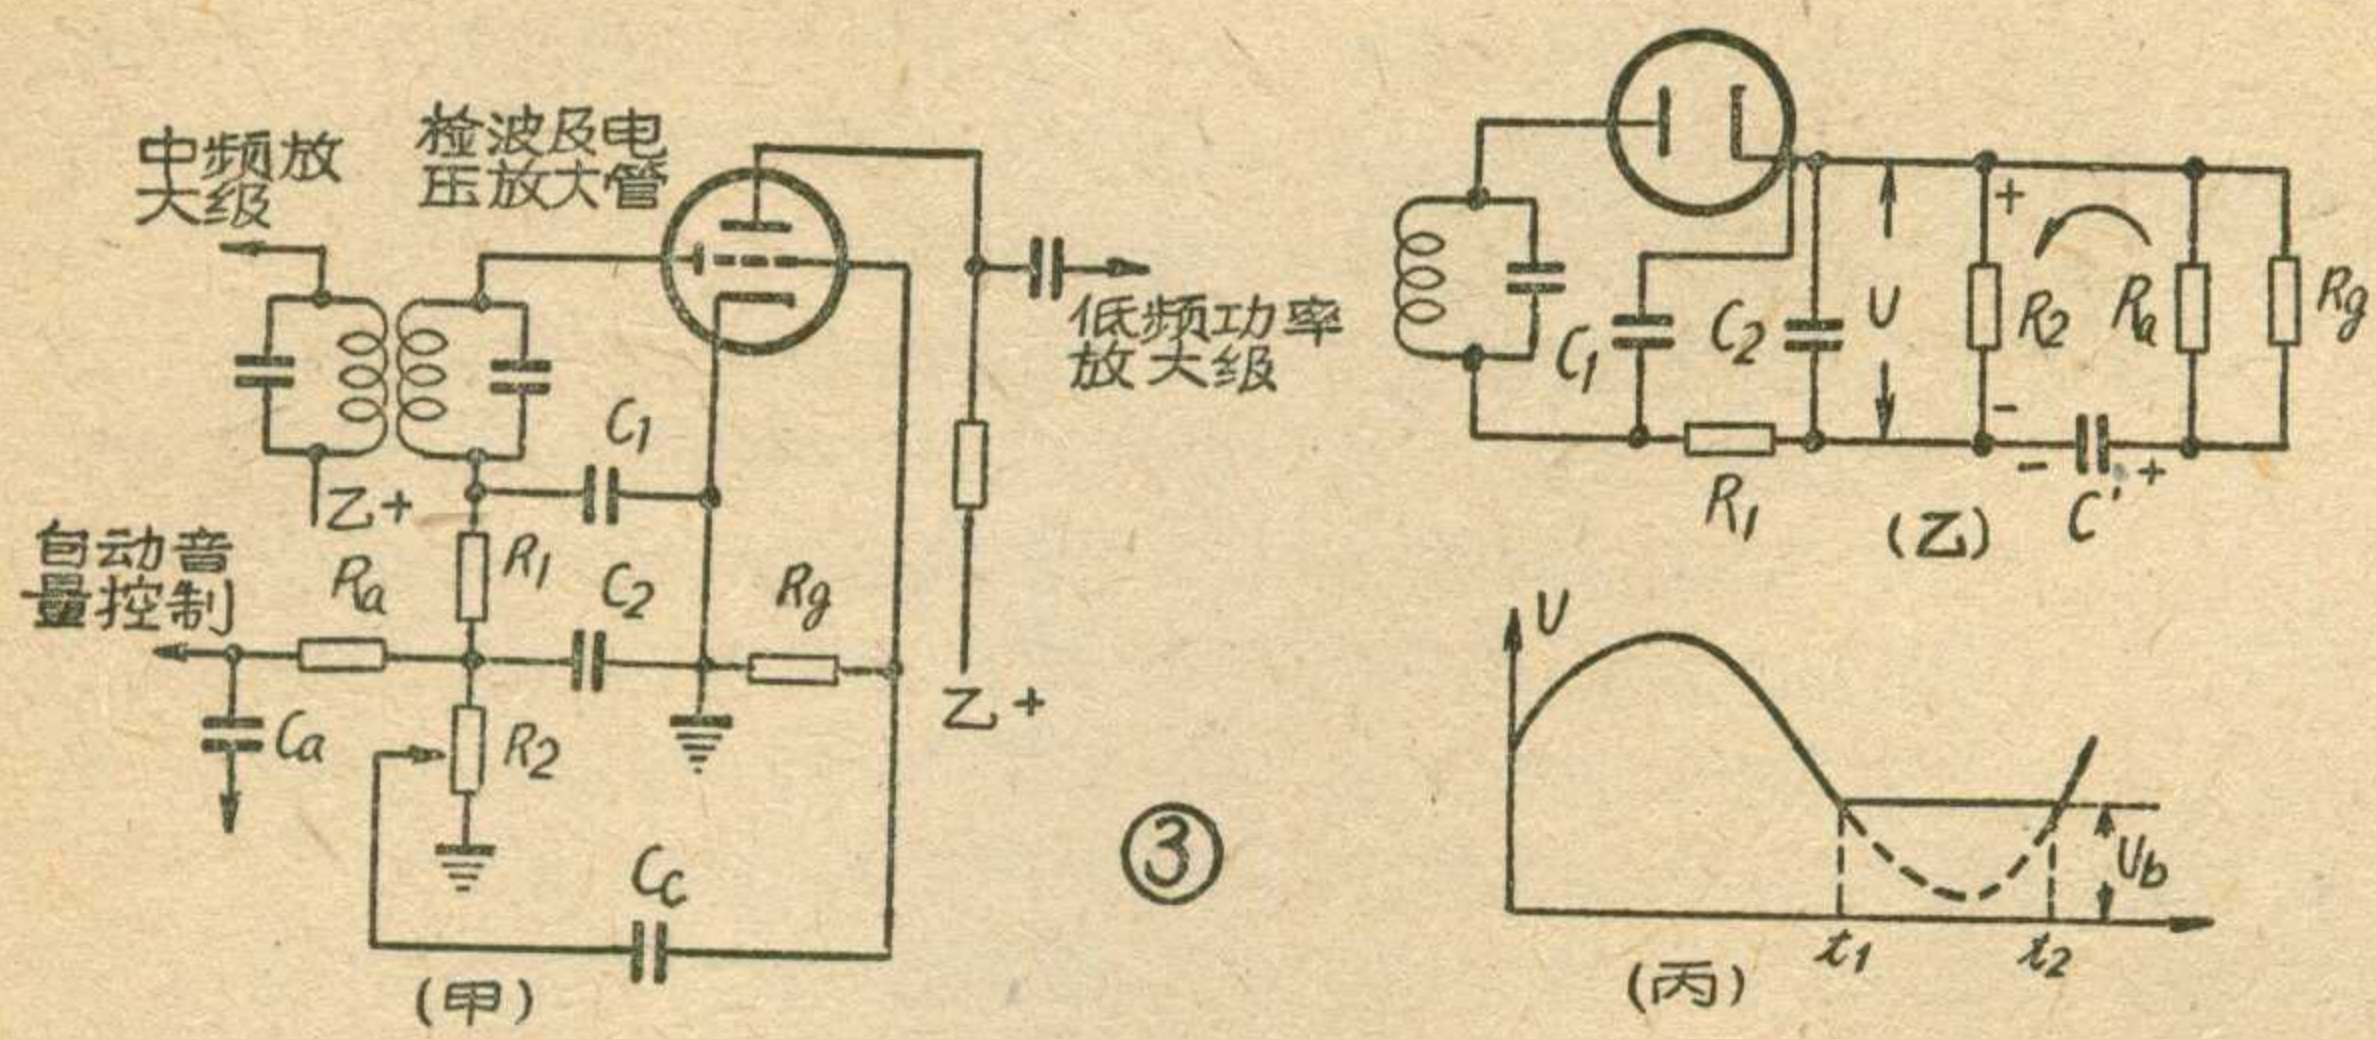 中频放
大级
检波及电
压放大管
低频功率
放大级
C1
乙+
自动音
量控制
Ra
R1
C2
Rg
Ca
R2
乙+
Cc
(甲)
③
C1
C2
U
+
-
R2
Ra
Rg
R1
- +
C'
(乙)
U
Ub
t1
t2
(丙)